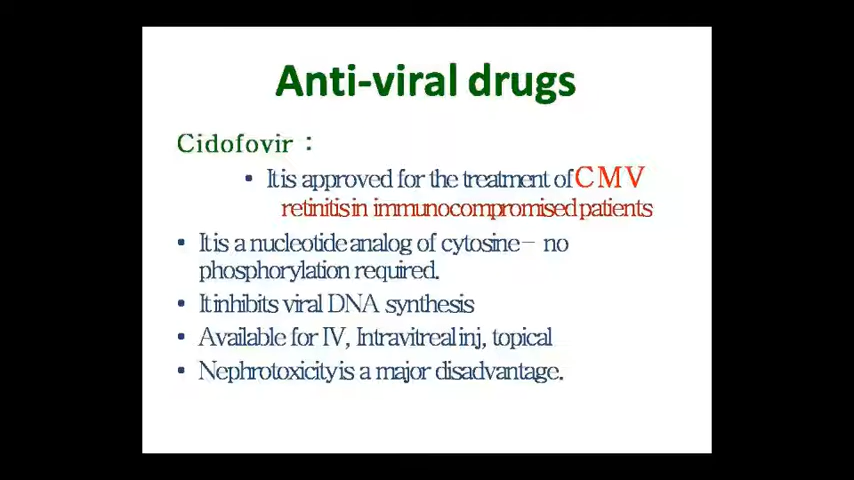 Anti-viral drugs
Cidofovir :
• It is approved for the treatment of CMV
retinitis in immunocompromised patients
• It is a nucleotide analog of cytosine– no
phosphorylation required.
• It inhibits viral DNA synthesis
• Available for IV, Intravitreal inj, topical
• Nephrotoxicity is a major disadvantage.